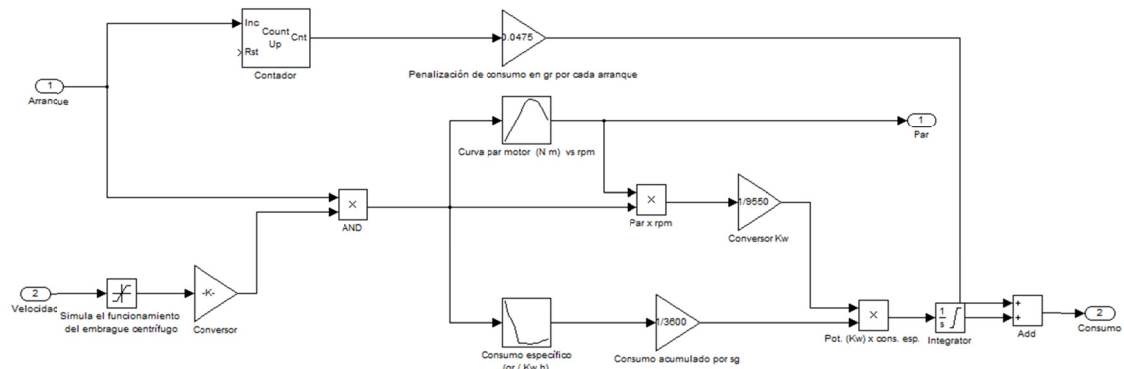 Inc
Count
Up
Cnt
Rst
Contador
0.0475
Penalización de consumo en gr por cada arranque
1
Arranque
Curva par motor (N m) vs rpm
1
Par
×
AND
×
Par x rpm
1/9550
Conversor Kw
2
Velocidad
Simula el funcionamiento
del embrague centrífugo
-K-
Conversor
Consumo específico
(gr / Kw h)
1/3600
Consumo acumulado por sg
×
Pot. (Kw) x cons. esp.
1
s
Integrator
+
+
Add
2
Consumo